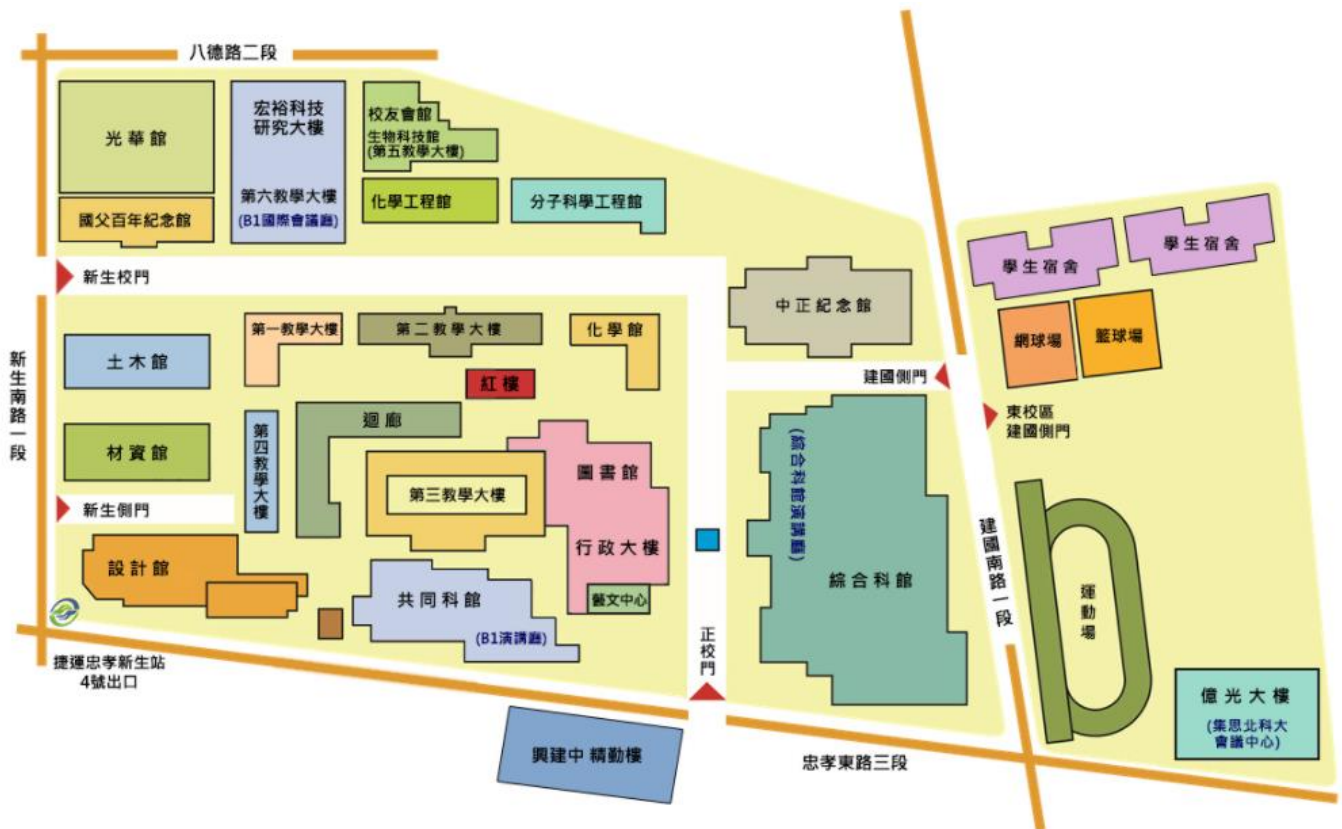 八德路二段
光華館
宏裕科技
研究大樓
第六教學大樓
(B1國際會議廳)
校友會館
生物科技館
(第五教學大樓)
國父百年紀念館
化學工程館
分子科學工程館
學生宿舍
學生宿舍
新生校門
中正紀念館
第一教學大樓
第二教學大樓
化學館
網球場
籃球場
新生南路一段
土木館
紅樓
建國側門
東校區
建國側門
迴廊
材資館
第四教學大樓
圖書館
(綜合科館演講廳)
第三教學大樓
新生側門
行政大樓
建國南路一段
設計館
綜合科館
運動場
共同科館
藝文中心
(B1演講廳)
正校門
捷運忠孝新生站
4號出口
億光大樓
(集思北科大
會議中心)
興建中 精勤樓
忠孝東路三段